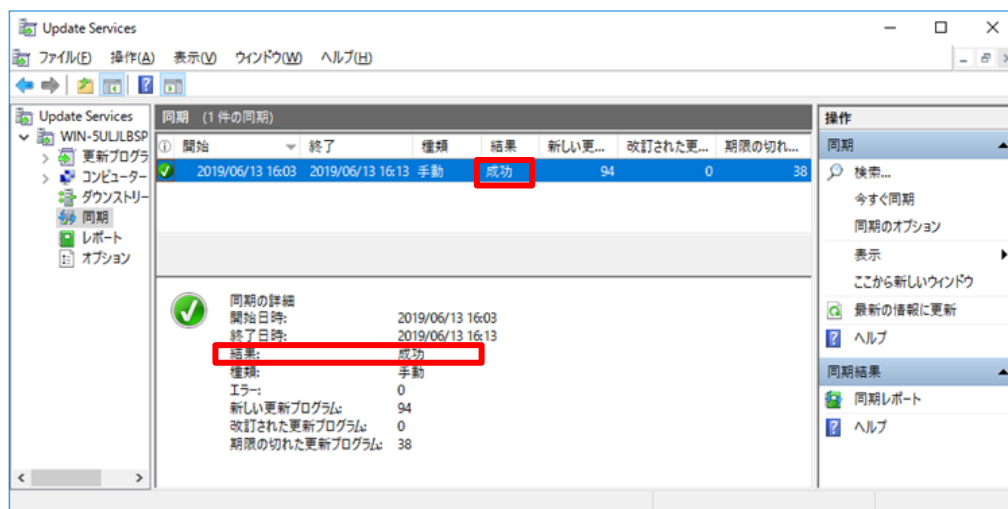 Update Services
ファイル(F) 操作(A) 表示(V) ウィンドウ(W) ヘルプ(H)
Update Services
WIN-5ULJLBSP
更新プログラ
コンピューター
ダウンストリー
同期
レポート
オプション
同期 (1 件の同期)
開始 終了 種類 結果 新しい更... 改訂された更... 期限の切れ...
2019/06/13 16:03 2019/06/13 16:13 手動 成功 94 0 38
同期の詳細
開始日時: 2019/06/13 16:03
終了日時: 2019/06/13 16:13
結果: 成功
種類: 手動
エラー: 0
新しい更新プログラム: 94
改訂された更新プログラム: 0
期限の切れた更新プログラム: 38
操作
同期
検索...
今すぐ同期
同期のオプション
表示
ここから新しいウィンドウ
最新の情報に更新
ヘルプ
同期結果
同期レポート
ヘルプ